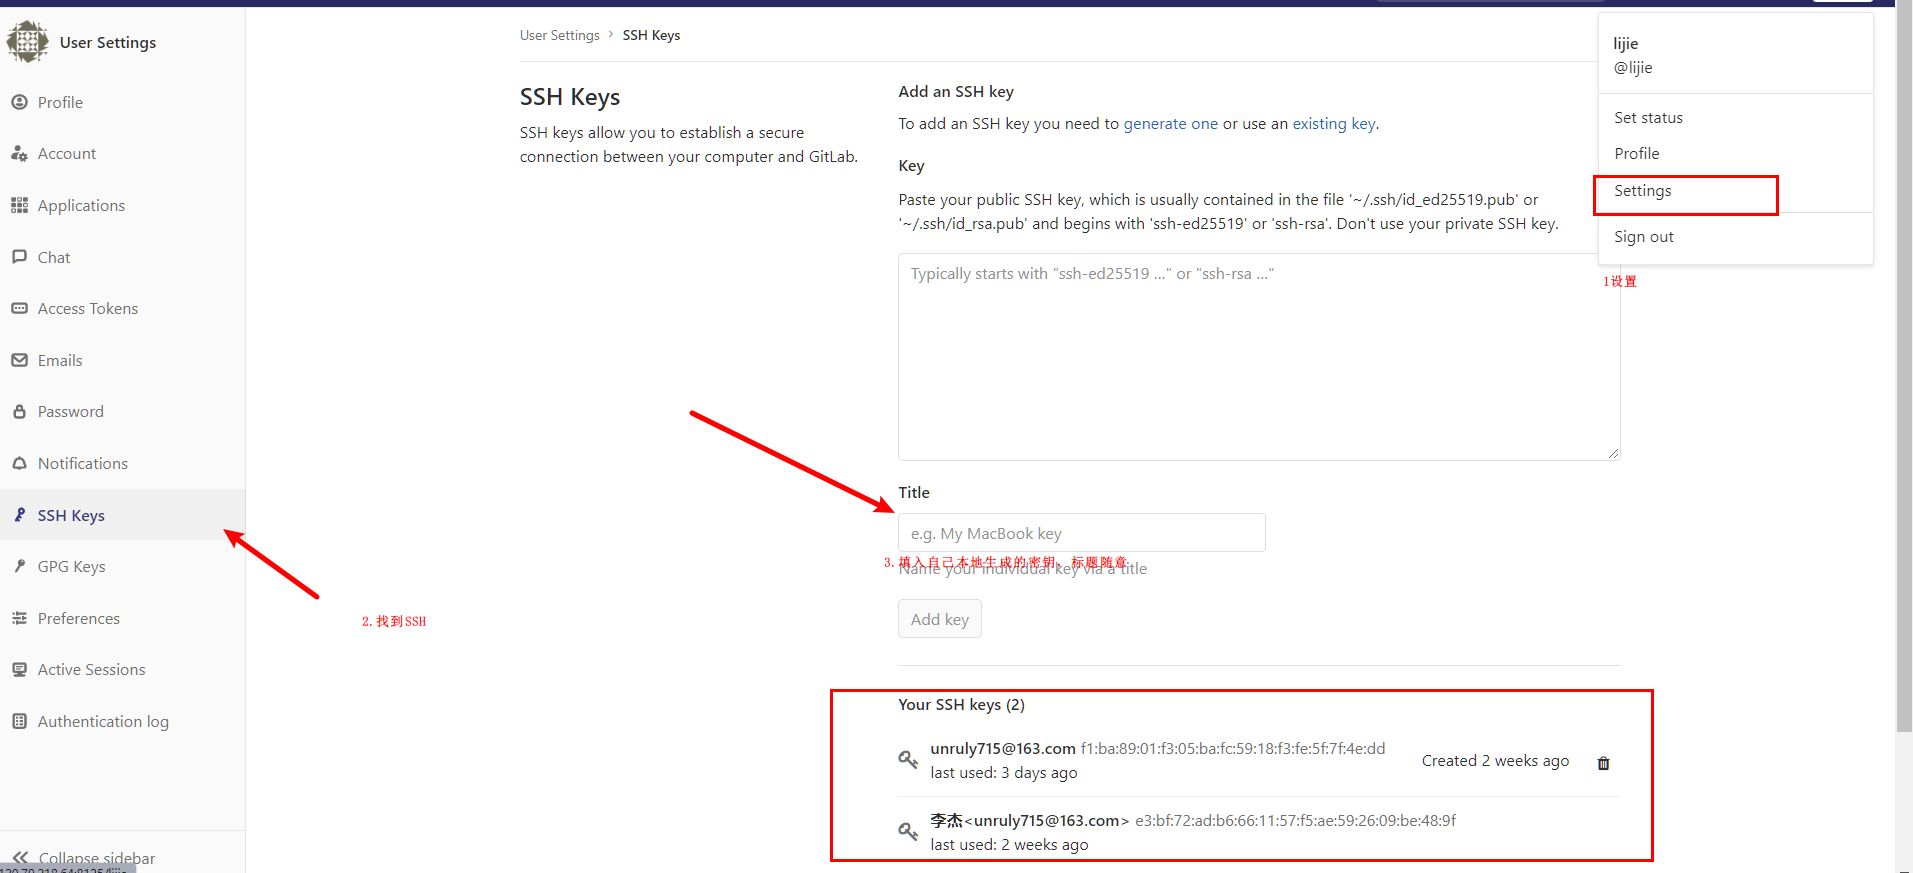 User Settings
Profile
Account
Applications
Chat
Access Tokens
Emails
Password
Notifications
SSH Keys
GPG Keys
Preferences
Active Sessions
Authentication log
Collapse sidebar
2.找到SSH
User Settings > SSH Keys
SSH Keys
SSH keys allow you to establish a secure
connection between your computer and GitLab.
Add an SSH key
To add an SSH key you need to generate one or use an existing key.
Key
Paste your public SSH key, which is usually contained in the file '~/.ssh/id_ed25519.pub' or
'~/.ssh/id_rsa.pub' and begins with 'ssh-ed25519' or 'ssh-rsa'. Don't use your private SSH key.
Typically starts with "ssh-ed25519 ..." or "ssh-rsa ..."
Title
e.g. My MacBook key
3.填入自己本地生成的密钥，标题随意
Name your individual key via a title
Add key
Your SSH keys (2)
unruly715@163.com f1:ba:89:01:f3:05:ba:fc:59:18:f3:fe:5f:7f:4e:dd
last used: 3 days ago
Created 2 weeks ago
李杰<unruly715@163.com> e3:bf:72:ad:b6:66:11:57:f5:ae:59:26:09:be:48:9f
last used: 2 weeks ago
lijie
@lijie
Set status
Profile
Settings
Sign out
1设置